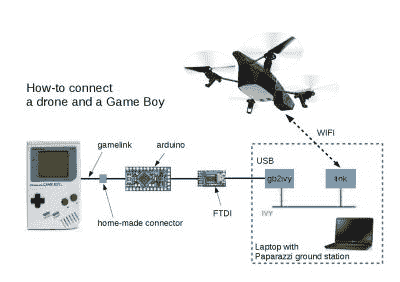 How-to connect
a drone and a Game Boy
gamelink
arduino
WIFI
USB
gb2ivy
link
home-made connector
FTDI
IVY
Laptop with
Paparazzi ground station